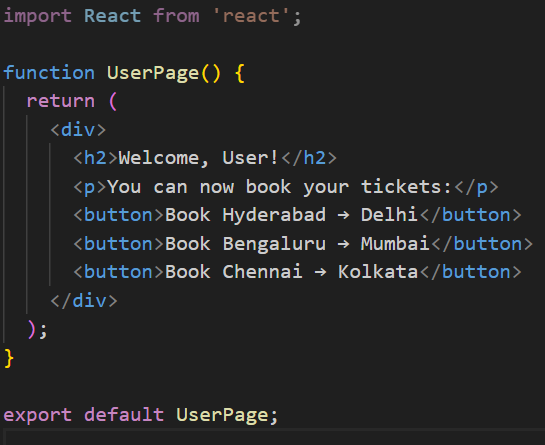 import React from 'react';
function UserPage() {
return (
<div>
<h2>Welcome, User!</h2>
<p>You can now book your tickets:</p>
<button>Book Hyderabad → Delhi</button>
<button>Book Bengaluru → Mumbai</button>
<button>Book Chennai → Kolkata</button>
</div>
);
}
export default UserPage;